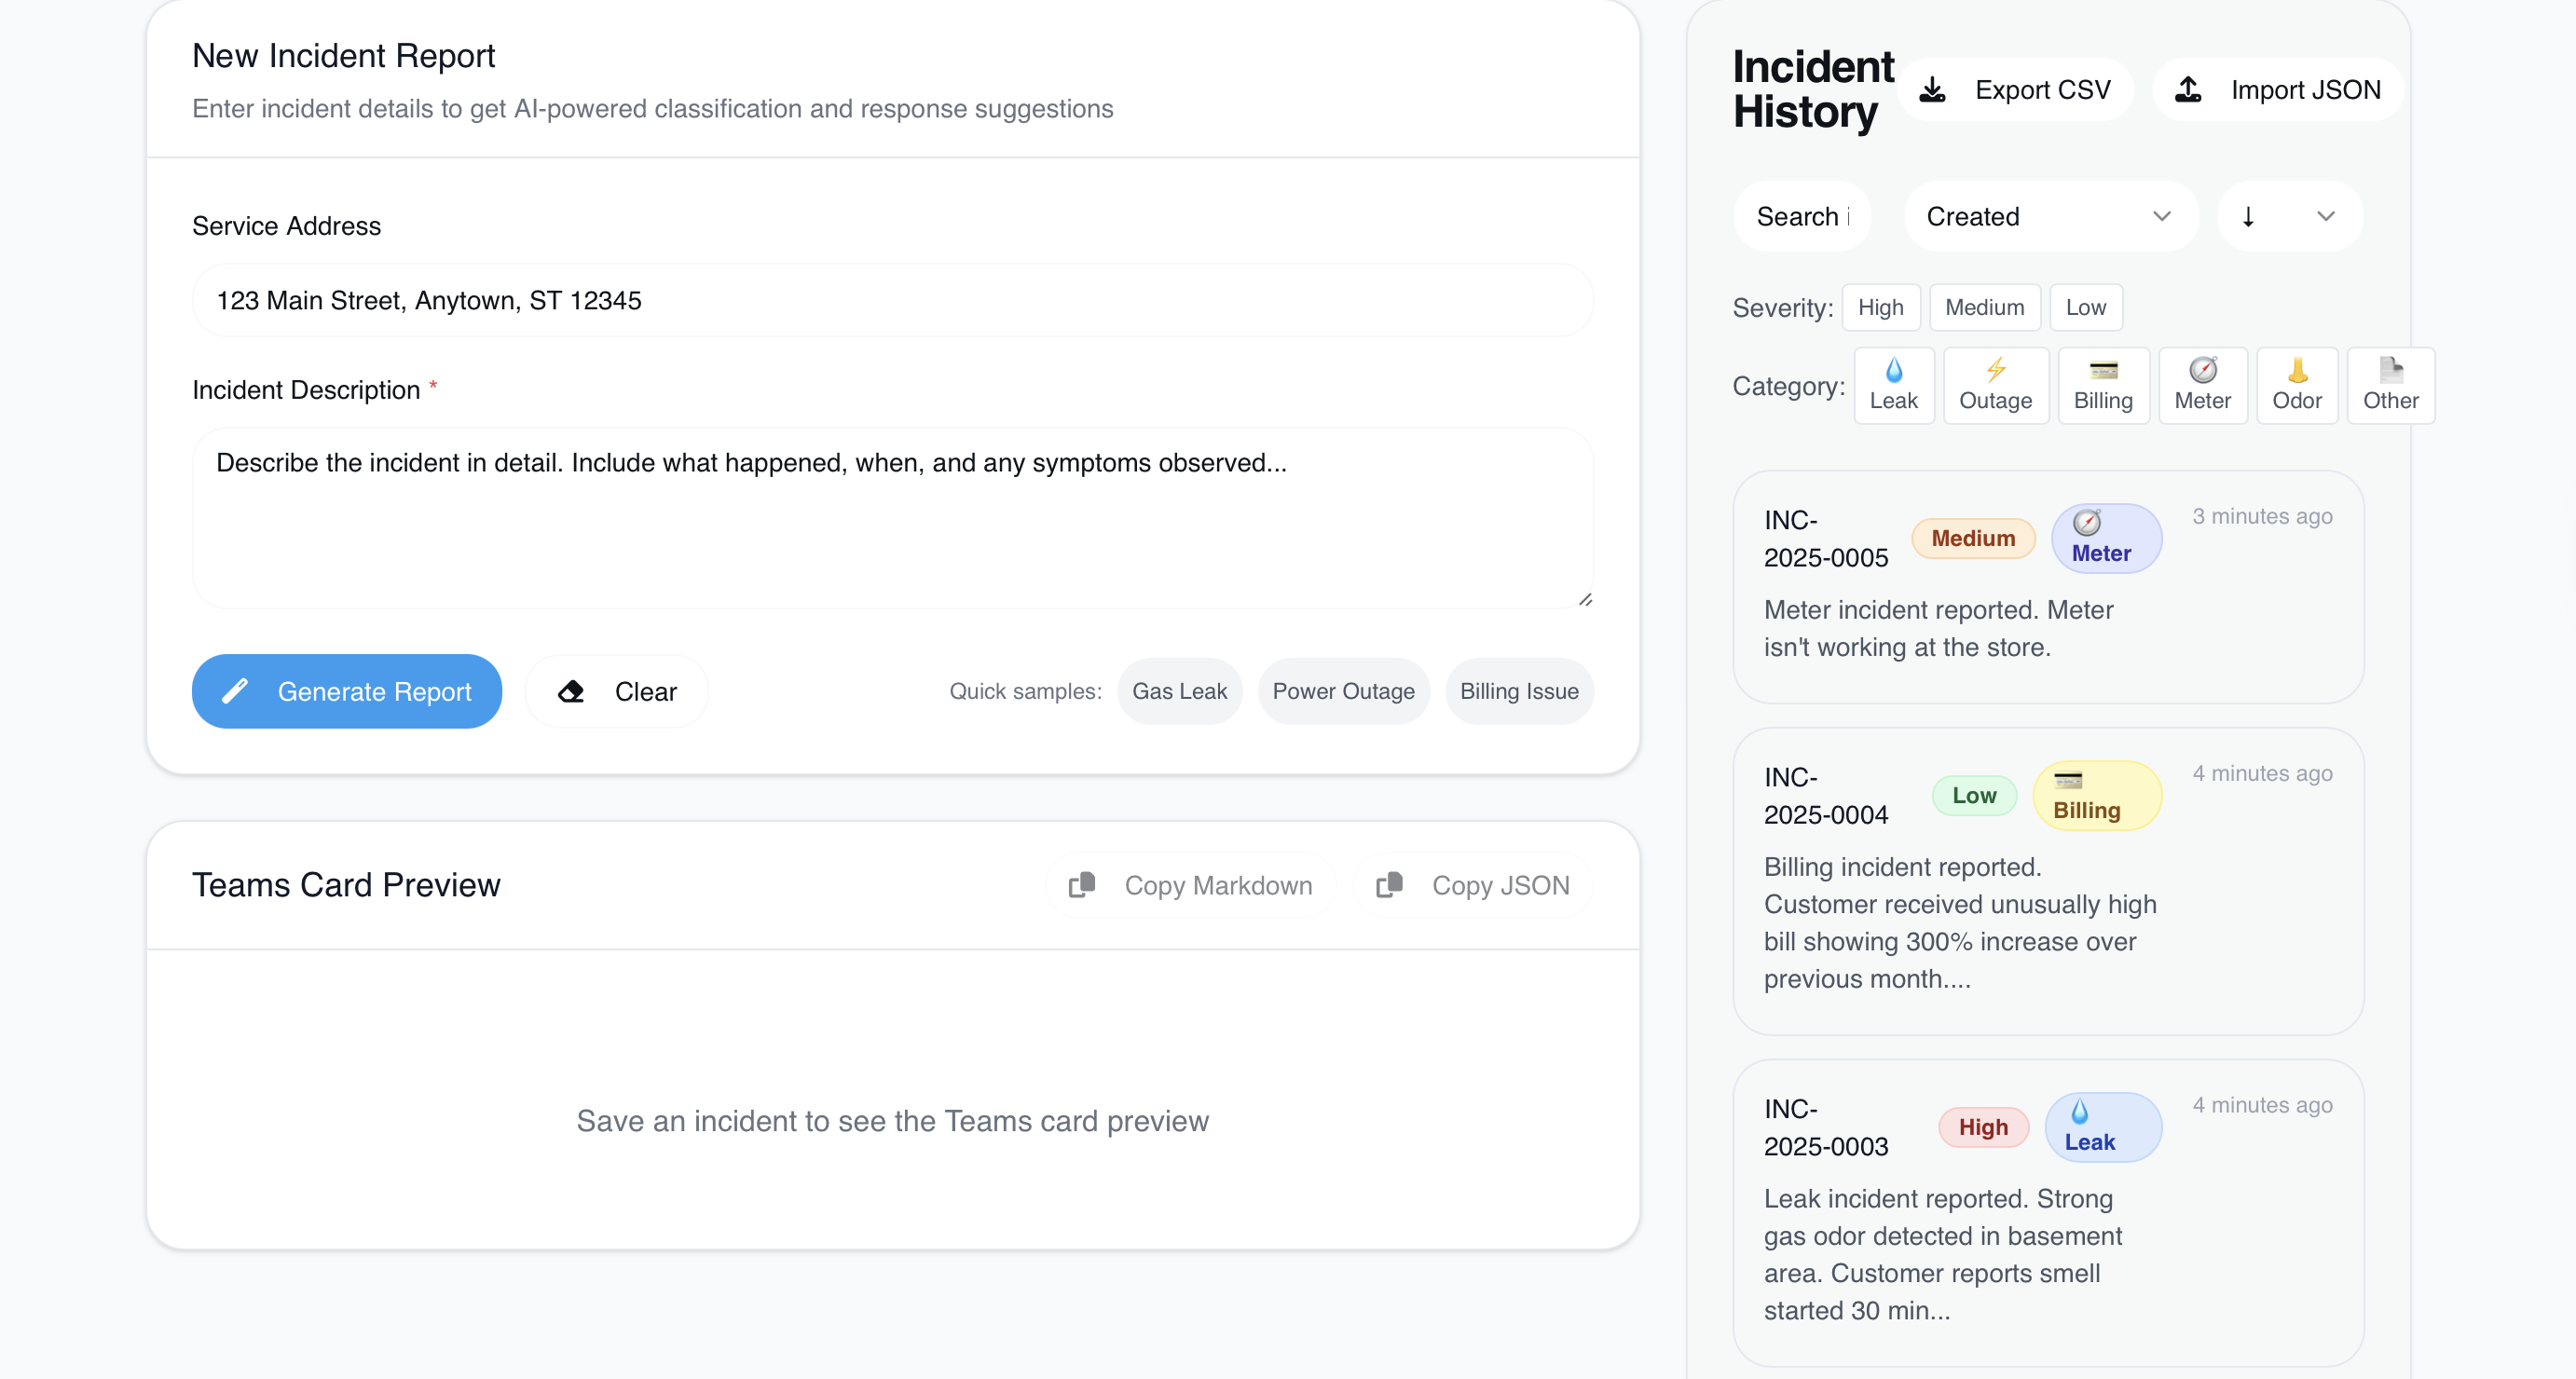 New Incident Report
Enter incident details to get AI-powered classification and response suggestions
Service Address
123 Main Street, Anytown, ST 12345
Incident Description *
Describe the incident in detail. Include what happened, when, and any symptoms observed...
Generate Report
Clear
Quick samples:
Gas Leak
Power Outage
Billing Issue
Teams Card Preview
Copy Markdown
Copy JSON
Save an incident to see the Teams card preview
Incident
History
Export CSV
Import JSON
Search
Created
↓
Severity:
High
Medium
Low
Category:
Leak
Outage
Billing
Meter
Odor
Other
INC-
2025-0005
Medium
Meter
3 minutes ago
Meter incident reported. Meter
isn't working at the store.
INC-
2025-0004
Low
Billing
4 minutes ago
Billing incident reported.
Customer received unusually high
bill showing 300% increase over
previous month....
INC-
2025-0003
High
Leak
4 minutes ago
Leak incident reported. Strong
gas odor detected in basement
area. Customer reports smell
started 30 min...